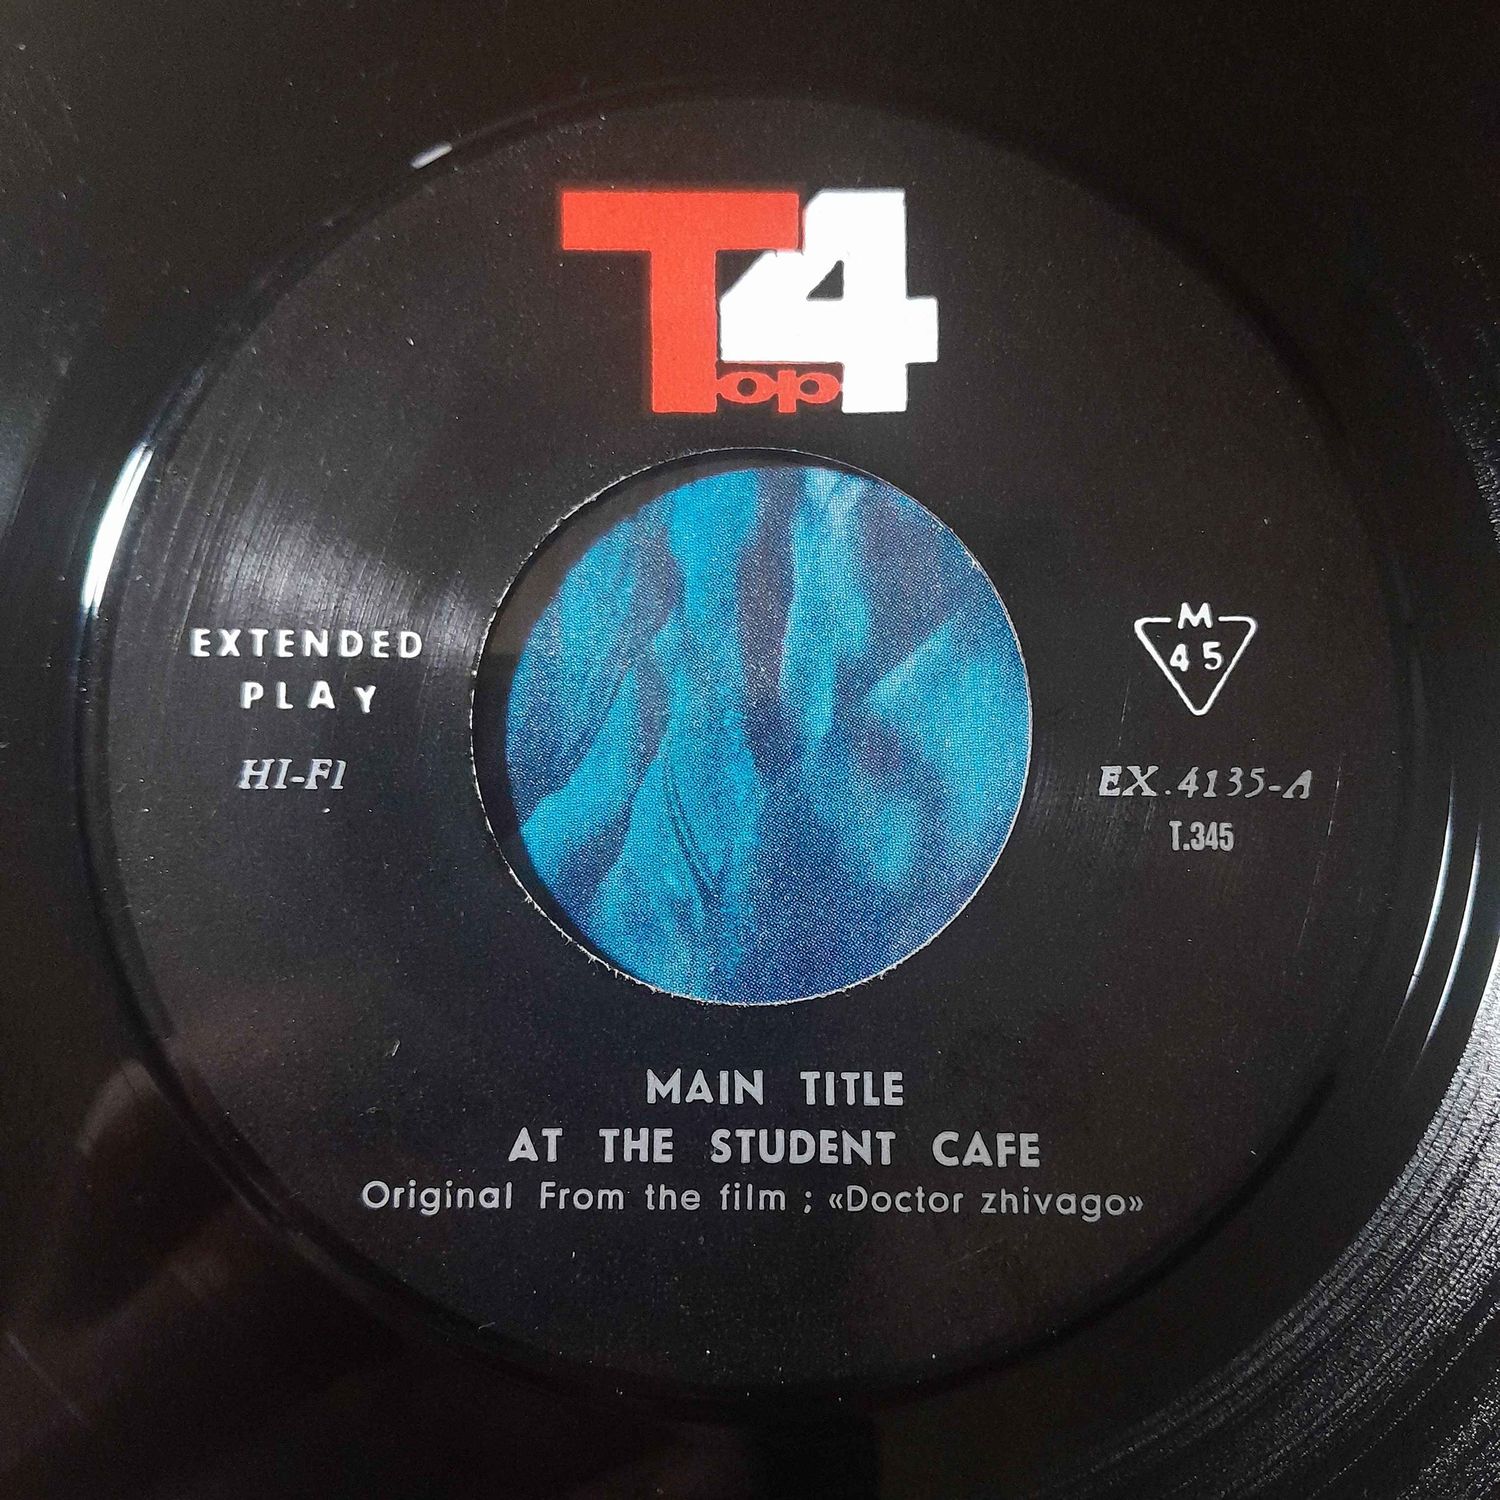 Top 4
EXTENDED
PLAY
HI-FI
M
45
EX.4135-A
T.345
MAIN TITLE
AT THE STUDENT CAFE
Original From the film ; «Doctor zhivago»